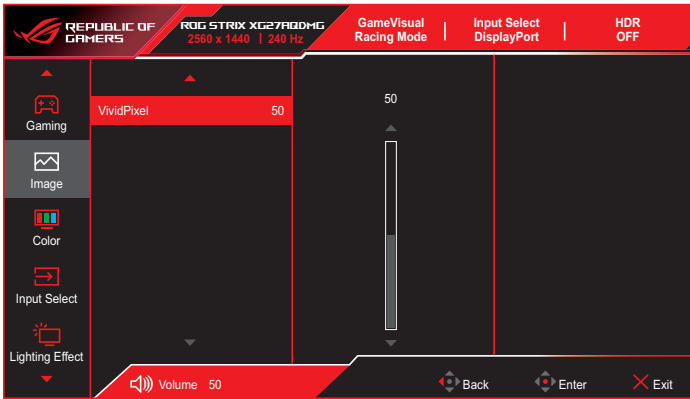 REPUBLIC OF
GAMERS
ROG STRIX XG27AQDMG
2560 x 1440 | 240 Hz
GameVisual
Racing Mode
Input Select
DisplayPort
HDR
OFF
Gaming
Image
Color
Input Select
Lighting Effect
VividPixel 50
50
Volume 50
Back
Enter
Exit